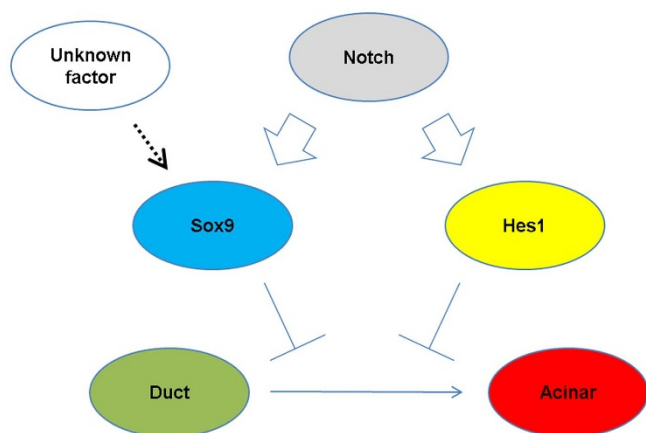 Unknown
factor
Notch
Sox9
Hes1
Duct
Acinar